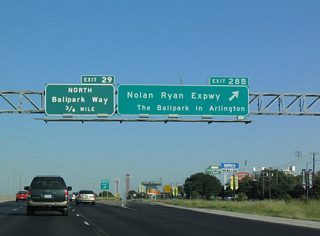 EXIT 29
NORTH
Ballpark Way
3/4 MILE
EXIT 28B
Nolan Ryan Expwy
The Ballpark in Arlington